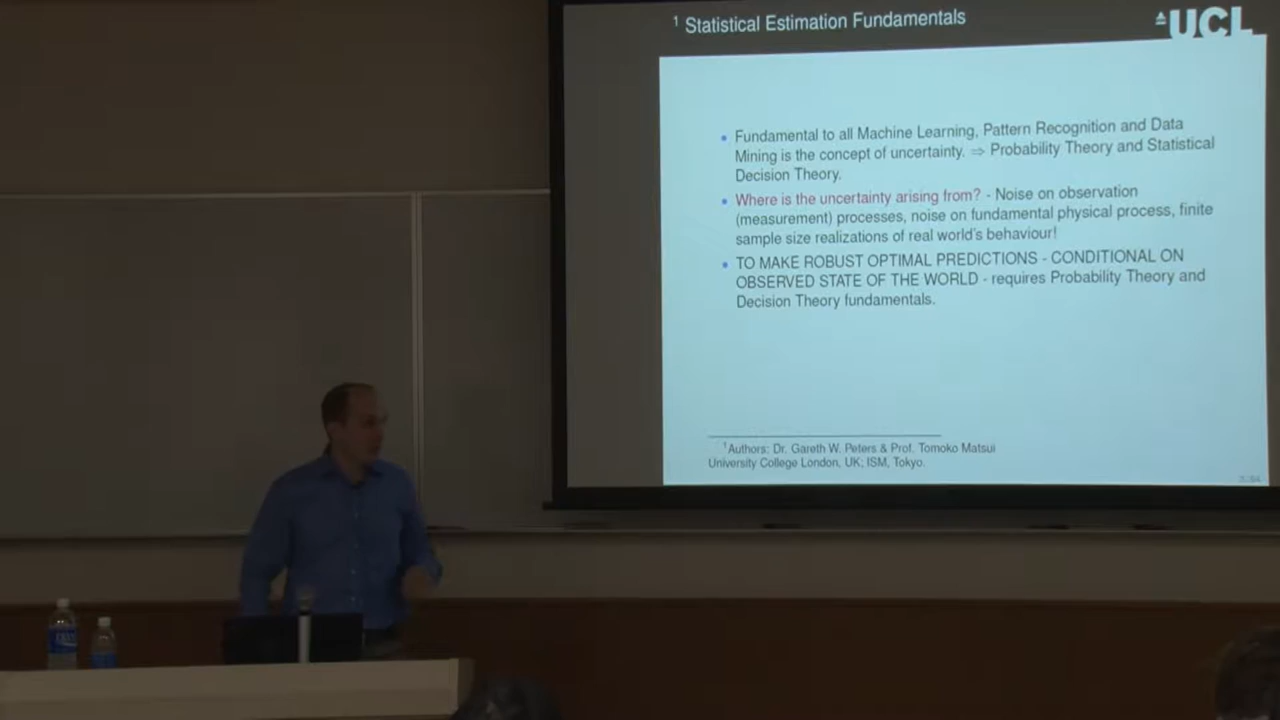 ¹ Statistical Estimation Fundamentals
UCL
• Fundamental to all Machine Learning, Pattern Recognition and Data
Mining is the concept of uncertainty. ⇒ Probability Theory and Statistical
Decision Theory.
• Where is the uncertainty arising from? - Noise on observation
(measurement) processes, noise on fundamental physical process, finite
sample size realizations of real world's behaviour!
• TO MAKE ROBUST OPTIMAL PREDICTIONS - CONDITIONAL ON
OBSERVED STATE OF THE WORLD - requires Probability Theory and
Decision Theory fundamentals.
¹Authors: Dr. Gareth W. Peters & Prof. Tomoko Matsui
University College London, UK; ISM, Tokyo.